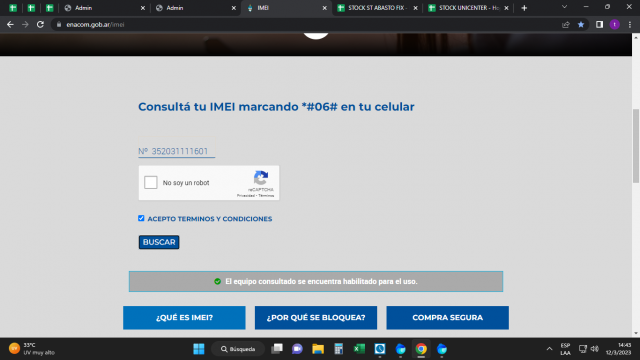 Admin
Admin
IMEI
STOCK ST ABASTO FIX -
STOCK UNICENTER - Ho
enacom.gob.ar/imei
Consultá tu IMEI marcando *#06# en tu celular
Nº 352031111601
No soy un robot
reCAPTCHA
Privacidad - Términos
ACEPTO TERMINOS Y CONDICIONES
BUSCAR
El equipo consultado se encuentra habilitado para el uso.
¿QUÉ ES IMEI?
¿POR QUÉ SE BLOQUEA?
COMPRA SEGURA
33°C
UV muy alto
Búsqueda
ESP
LAA
14:43
12/3/2023